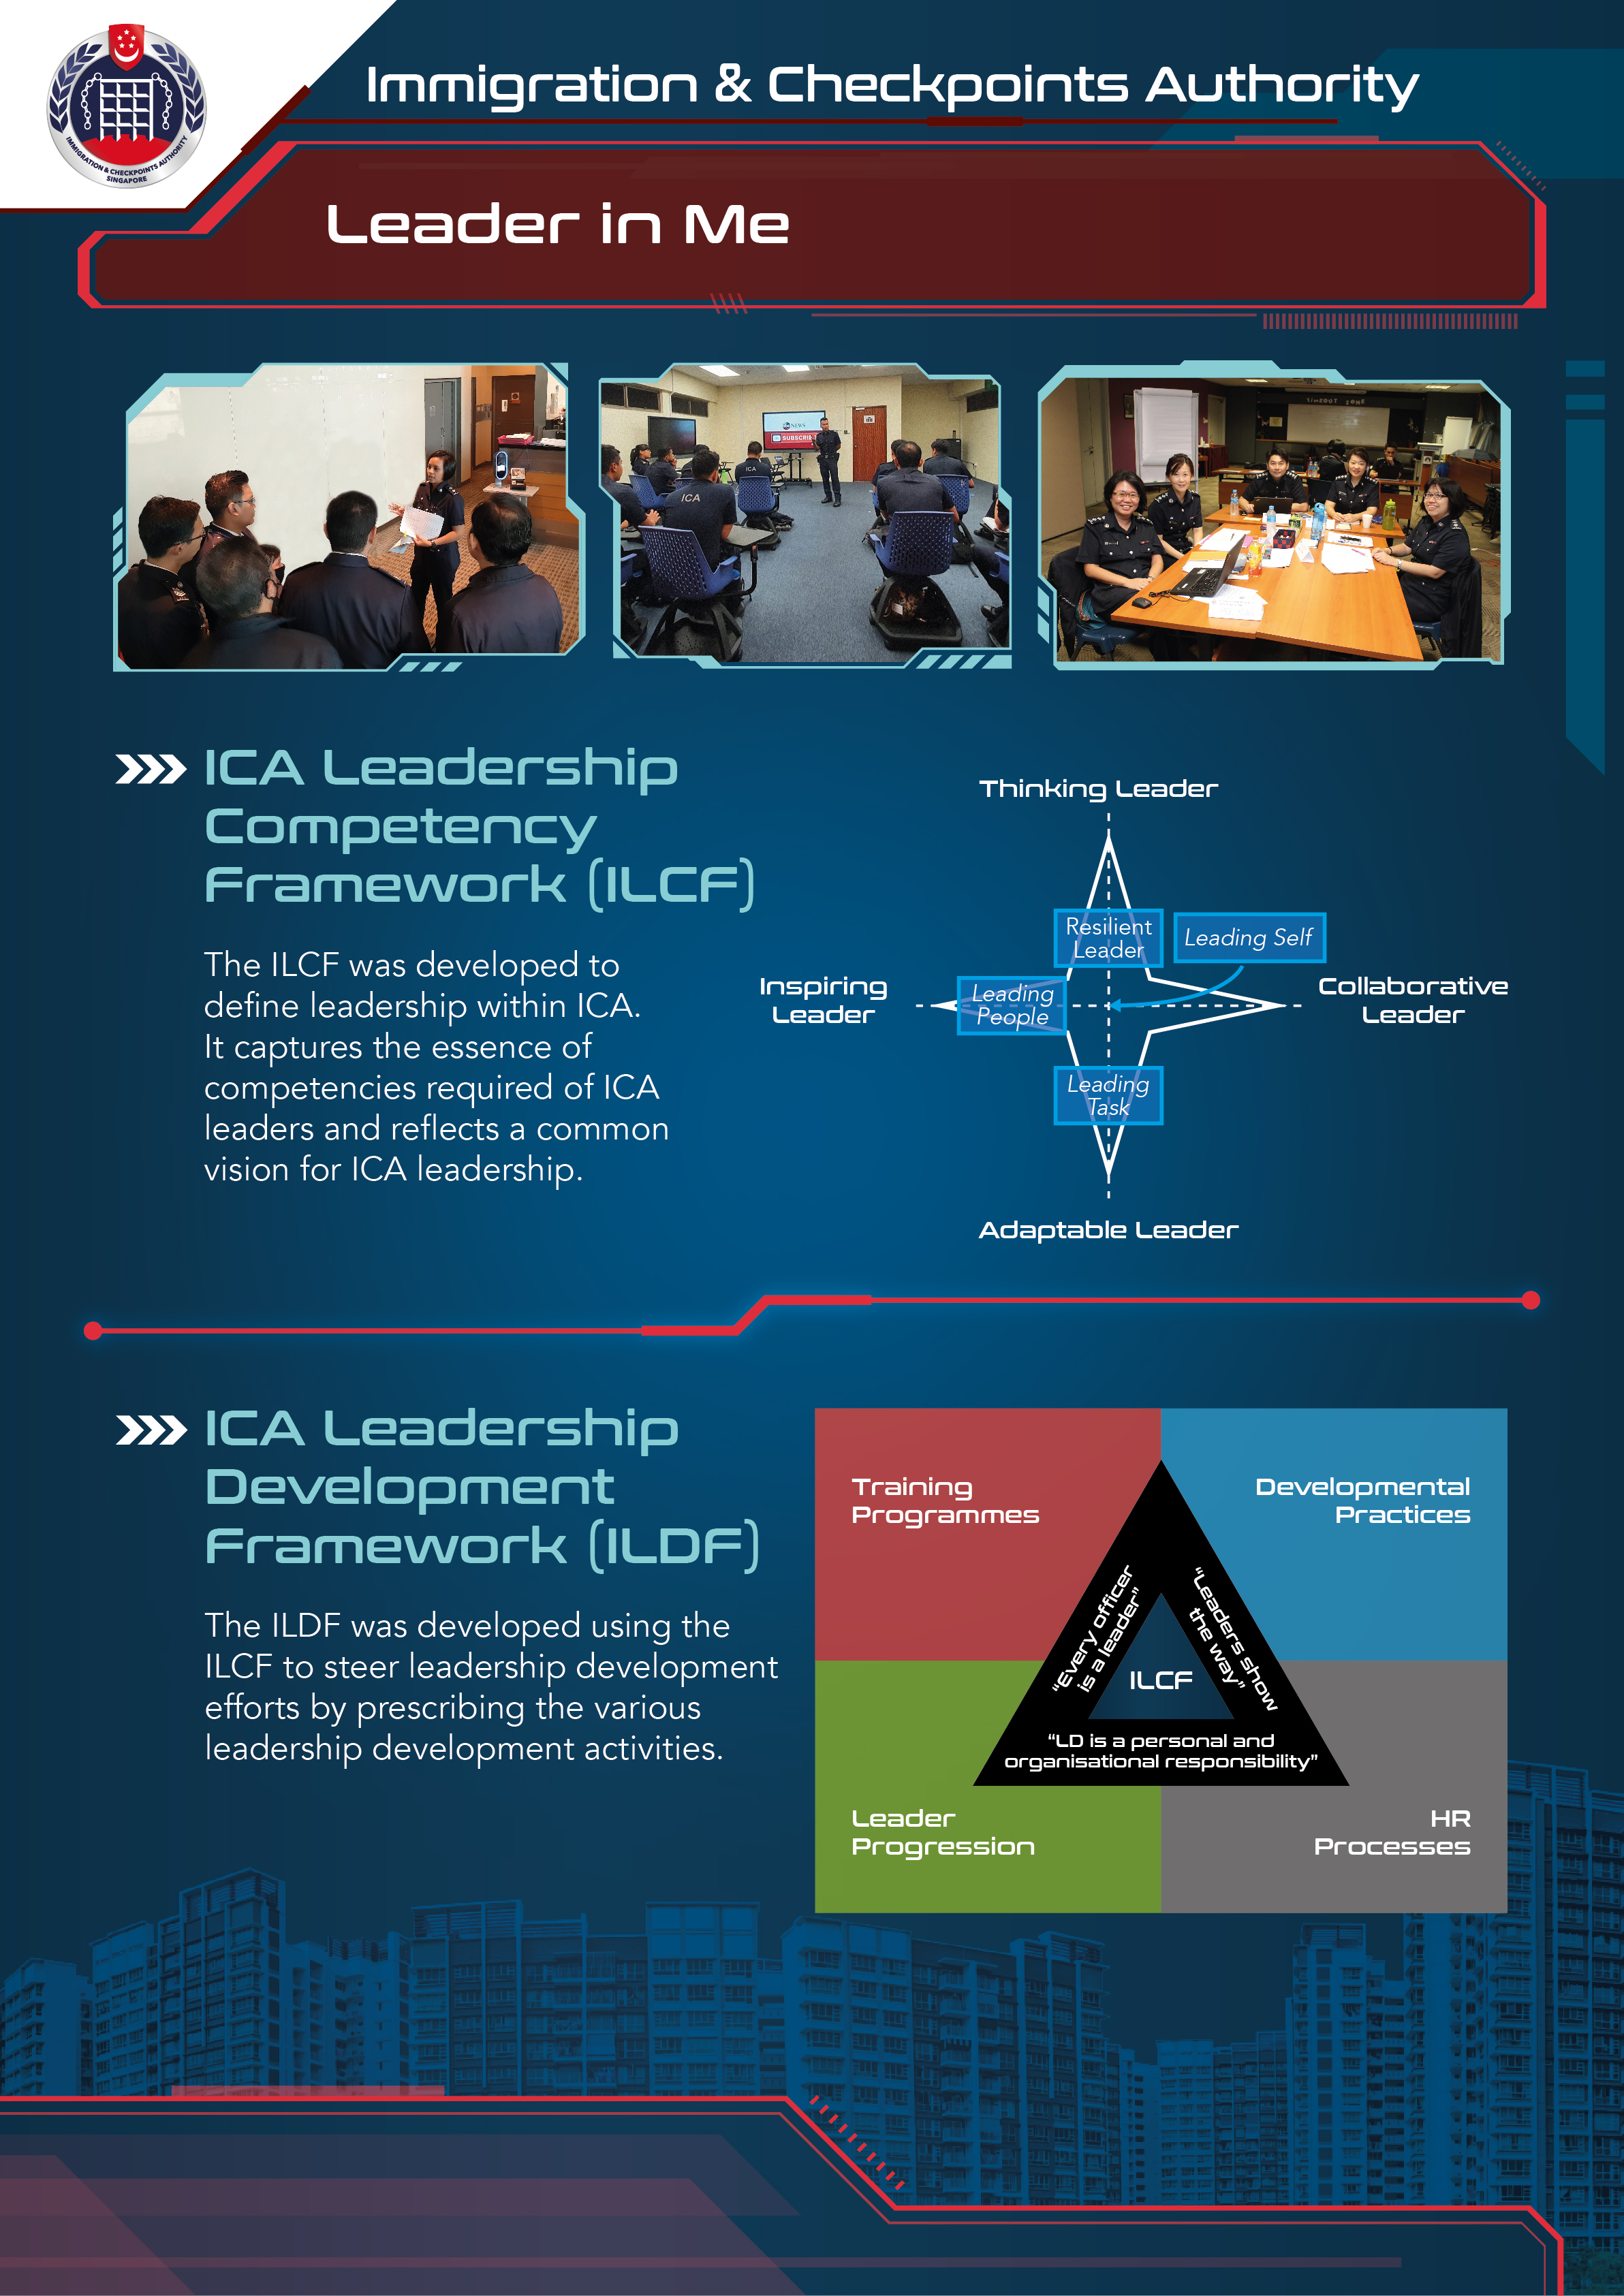 IMMIGRATION & CHECKPOINTS AUTHORITY
SINGAPORE
Immigration & Checkpoints Authority
Leader in Me
NEWS
SUBSCRIBE
ICA
ICA
TIMEOUT ZONE
ICA Leadership
Competency
Framework (ILCF)
The ILCF was developed to
define leadership within ICA.
It captures the essence of
competencies required of ICA
leaders and reflects a common
vision for ICA leadership.
Thinking Leader
Resilient
Leader
Leading Self
Inspiring
Leader
Leading
People
Collaborative
Leader
Leading
Task
Adaptable Leader
ICA Leadership
Development
Framework (ILDF)
The ILDF was developed using the
ILCF to steer leadership development
efforts by prescribing the various
leadership development activities.
Training
Programmes
Developmental
Practices
“Every officer
is a leader”
“Leaders show
the way”
ILCF
“LD is a personal and
organisational responsibility”
Leader
Progression
HR
Processes